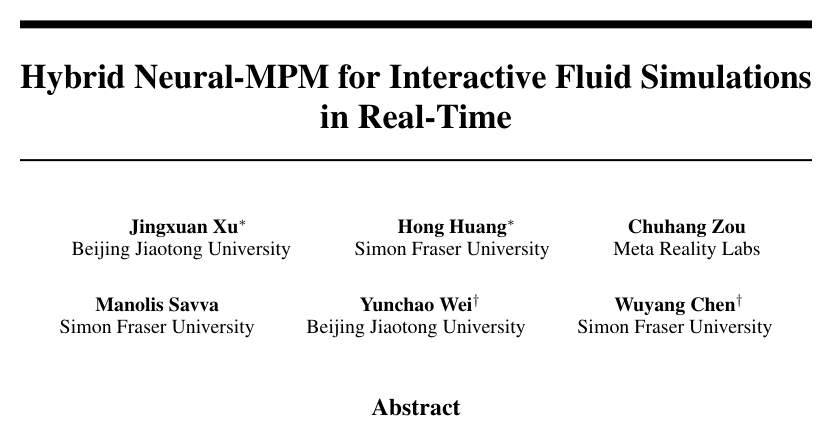 Hybrid Neural-MPM for Interactive Fluid Simulations
in Real-Time
Jingxuan Xu* Hong Huang* Chuhang Zou
Beijing Jiaotong University Simon Fraser University Meta Reality Labs
Manolis Savva Yunchao Wei† Wuyang Chen†
Simon Fraser University Beijing Jiaotong University Simon Fraser University
Abstract